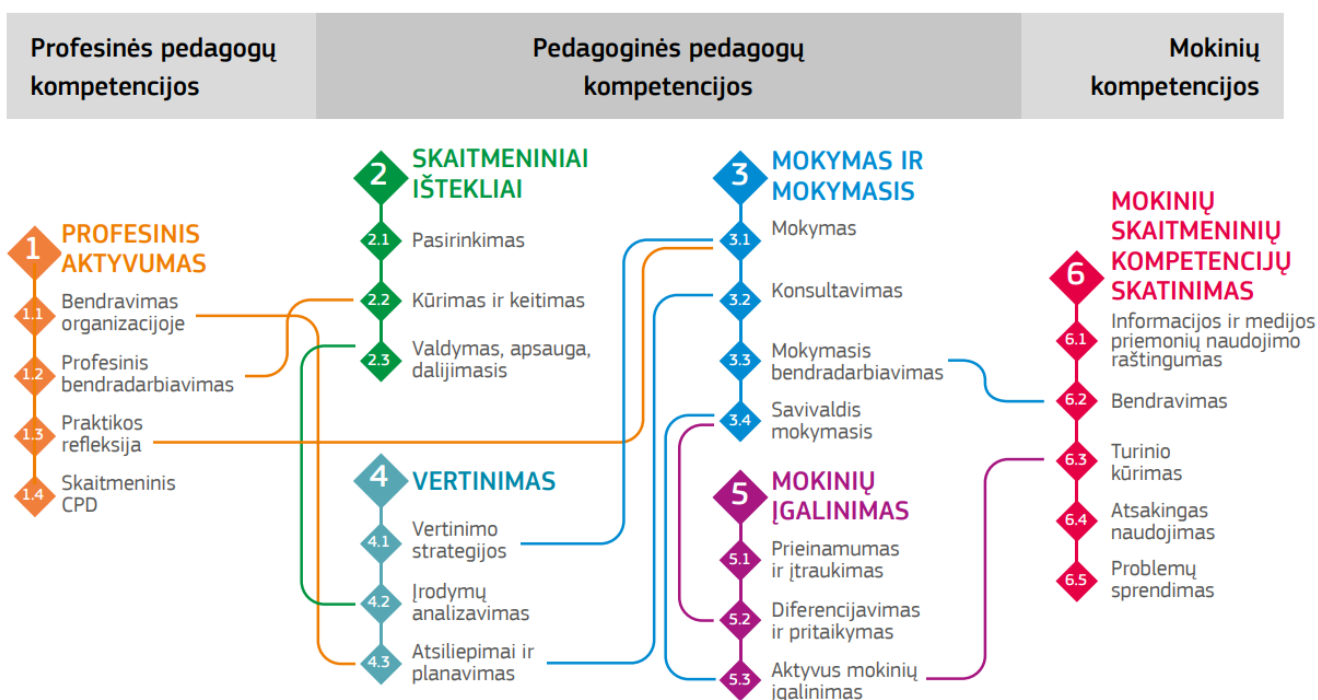 Profesinės pedagogų
kompetencijos
Pedagoginės pedagogų
kompetencijos
Mokinių
kompetencijos
1
PROFESINIS
AKTYVUMAS
1.1
Bendravimas
organizacijoje
1.2
Profesinis
bendradarbiavimas
1.3
Praktikos
refleksija
1.4
Skaitmeninis
CPD
2
SKAITMENINIAI
IŠTEKLIAI
2.1
Pasirinkimas
2.2
Kūrimas ir keitimas
2.3
Valdymas, apsauga,
dalijimasis
4
VERTINIMAS
4.1
Vertinimo
strategijos
4.2
Įrodymų
analizavimas
4.3
Atsiliepimai ir
planavimas
3
MOKYMAS IR
MOKYMASIS
3.1
Mokymas
3.2
Konsultavimas
3.3
Mokymasis
bendradarbiavimas
3.4
Savivaldis
mokymasis
5
MOKINIŲ
ĮGALINIMAS
5.1
Prieinamumas
ir įtraukimas
5.2
Diferencijavimas
ir pritaikymas
5.3
Aktyvus mokinių
įgalinimas
6
MOKINIŲ
SKAITMENINIŲ
KOMPETENCIJŲ
SKATINIMAS
6.1
Informacijos ir medijos
priemonių naudojimo
raštingumas
6.2
Bendravimas
6.3
Turinio
kūrimas
6.4
Atsakingas
naudojimas
6.5
Problemų
sprendimas